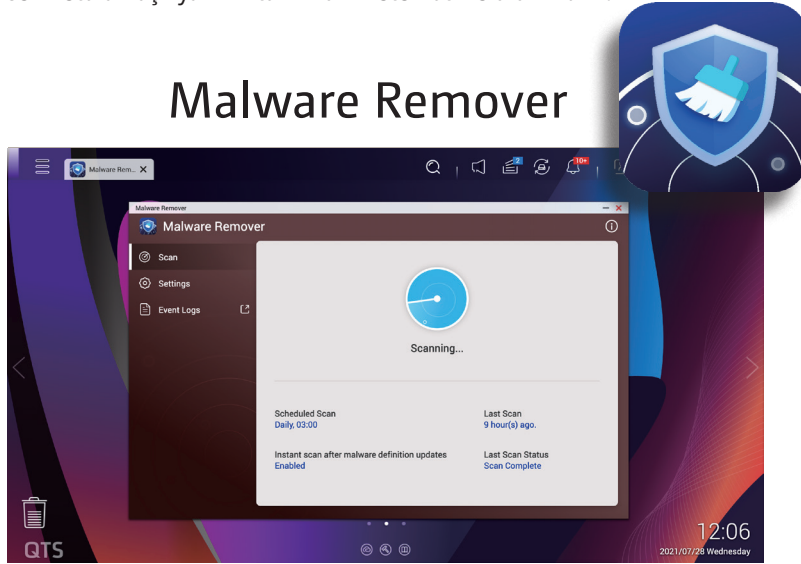 Malware Remover
Malware Rem... X
2
10+
Malware Remover
Malware Remover
Scan
Settings
Event Logs
Scanning...
Scheduled Scan
Daily, 03:00
Last Scan
9 hour(s) ago.
Instant scan after malware definition updates
Enabled
Last Scan Status
Scan Complete
QTS
12:06
2021/07/28 Wednesday